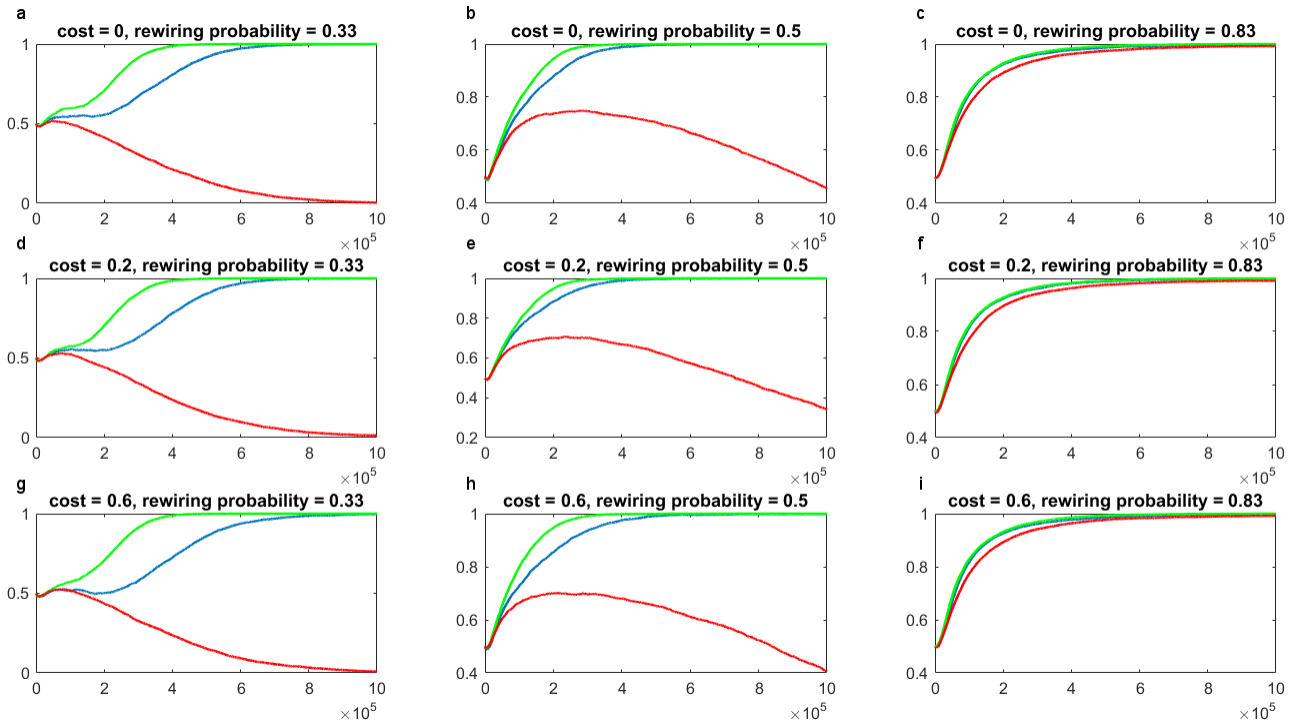 a
cost = 0, rewiring probability = 0.33
1
0.5
0
0 2 4 6 8 10
×10^5
b
cost = 0, rewiring probability = 0.5
1
0.8
0.6
0.4
0 2 4 6 8 10
×10^5
c
cost = 0, rewiring probability = 0.83
1
0.8
0.6
0.4
0 2 4 6 8 10
×10^5
d
cost = 0.2, rewiring probability = 0.33
1
0.5
0
0 2 4 6 8 10
×10^5
e
cost = 0.2, rewiring probability = 0.5
1
0.8
0.6
0.4
0.2
0 2 4 6 8 10
×10^5
f
cost = 0.2, rewiring probability = 0.83
1
0.8
0.6
0.4
0 2 4 6 8 10
×10^5
g
cost = 0.6, rewiring probability = 0.33
1
0.5
0
0 2 4 6 8 10
×10^5
h
cost = 0.6, rewiring probability = 0.5
1
0.8
0.6
0.4
0 2 4 6 8 10
×10^5
i
cost = 0.6, rewiring probability = 0.83
1
0.8
0.6
0.4
0 2 4 6 8 10
×10^5